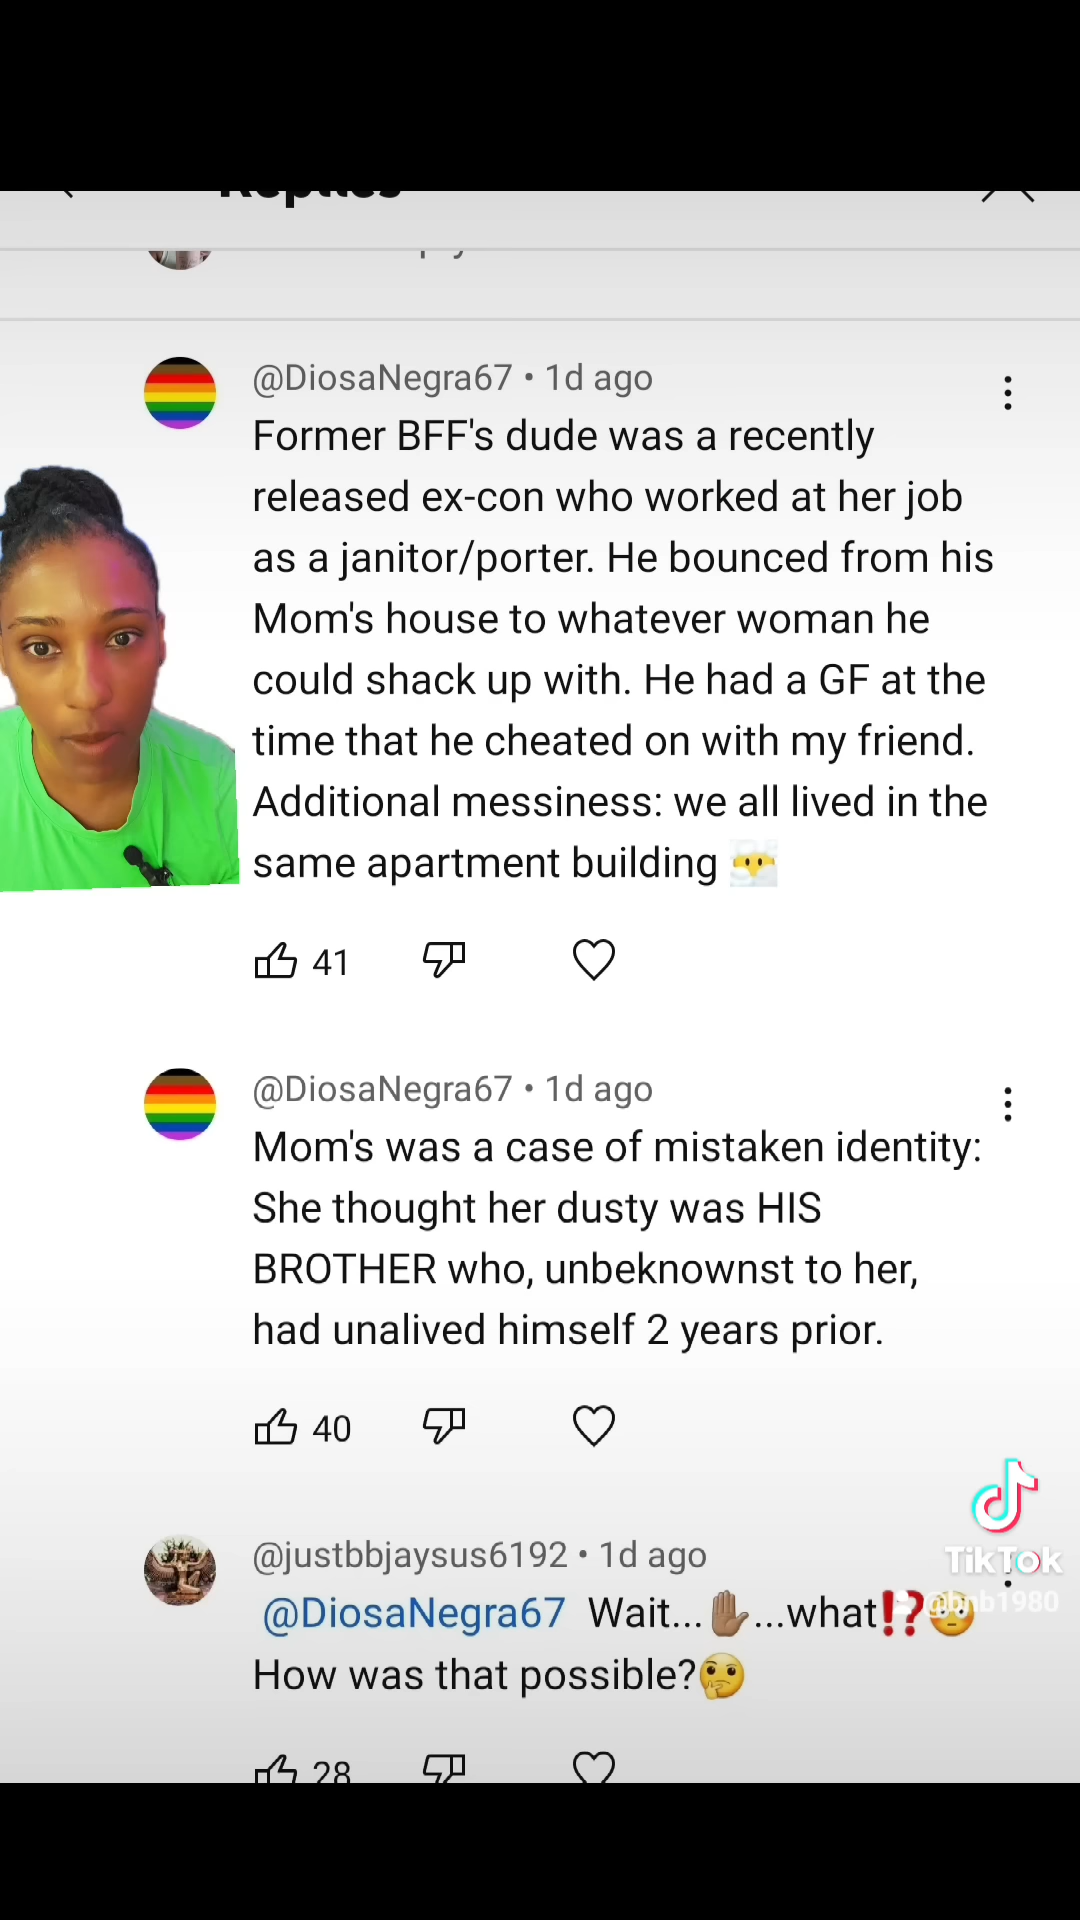 Replies
@DiosaNegra67 • 1d ago
Former BFF's dude was a recently
released ex-con who worked at her job
as a janitor/porter. He bounced from his
Mom's house to whatever woman he
could shack up with. He had a GF at the
time that he cheated on with my friend.
Additional messiness: we all lived in the
same apartment building 😶‍🌫️
41
@DiosaNegra67 • 1d ago
Mom's was a case of mistaken identity:
She thought her dusty was HIS
BROTHER who, unbeknownst to her,
had unalived himself 2 years prior.
40
@justbbjaysus6192 • 1d ago
@DiosaNegra67 Wait...✋🏾...what⁉️😳
How was that possible?🤔
28
TikTok
@bnb1980